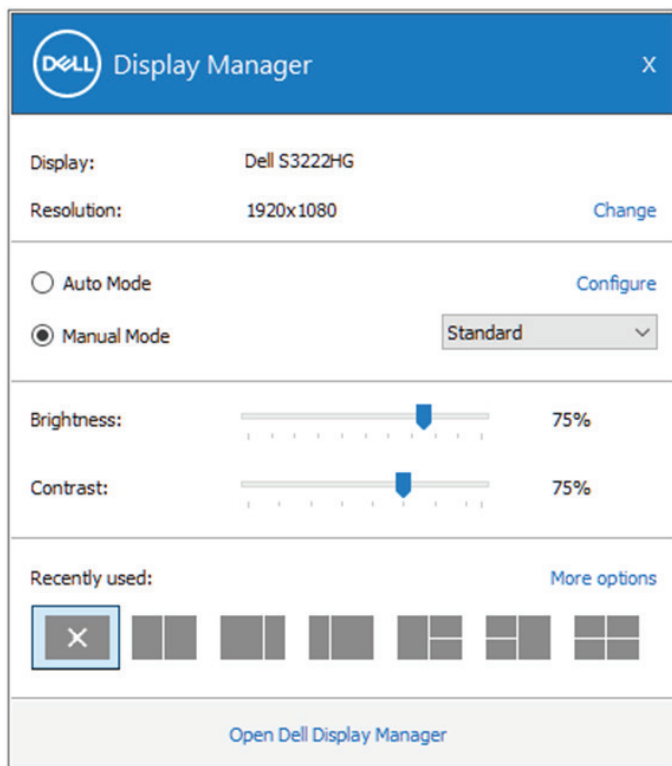 DELL Display Manager X
Display: Dell S3222HG
Resolution: 1920x1080 Change
Auto Mode Configure
Manual Mode Standard
Brightness: 75%
Contrast: 75%
Recently used: More options
Open Dell Display Manager